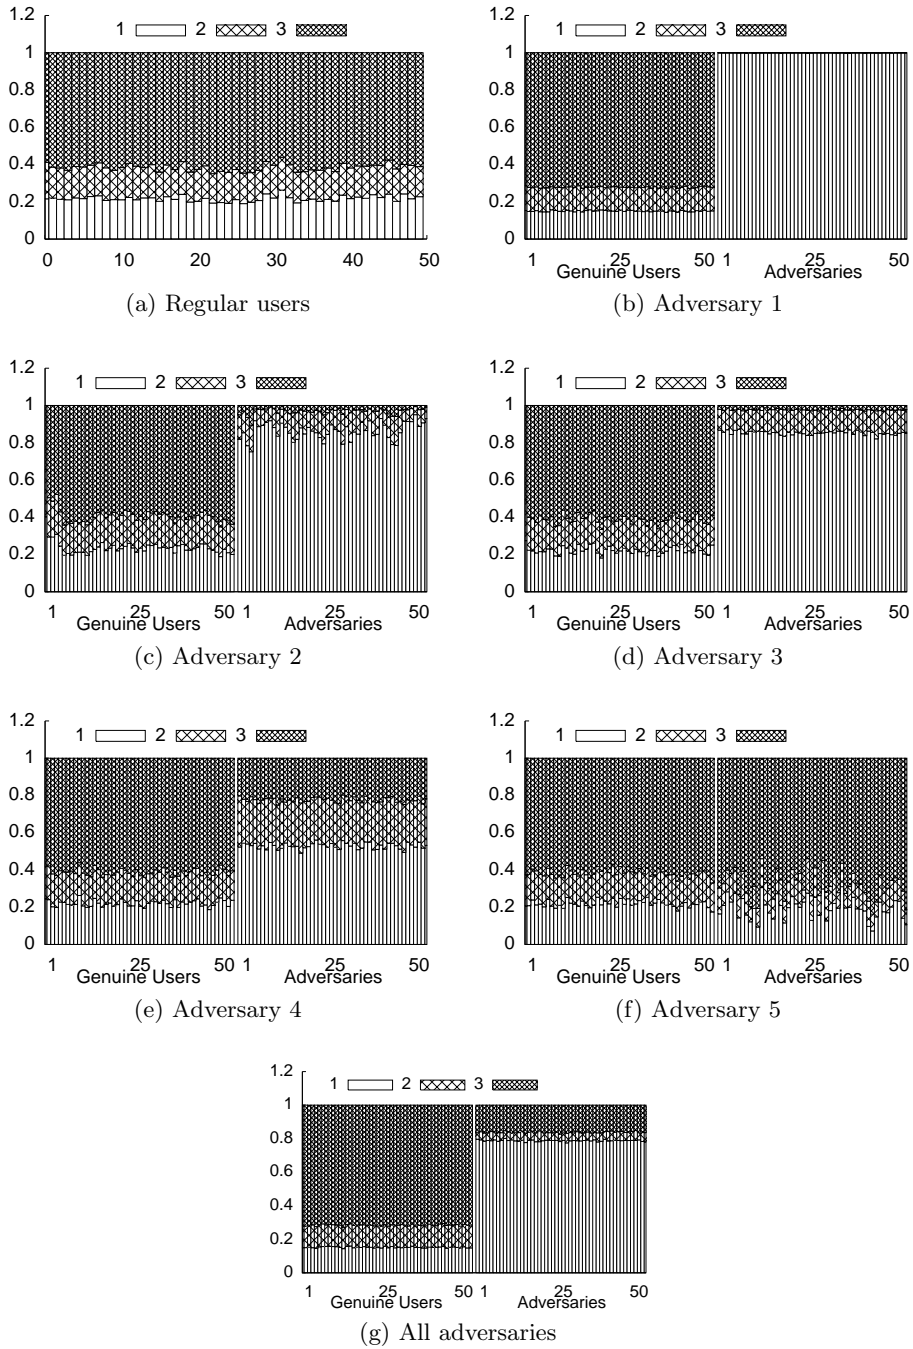 1.2
1 2 3
1
0.8
0.6
0.4
0.2
0
0 10 20 30 40 50
(a) Regular users
1.2
1 2 3
1
0.8
0.6
0.4
0.2
0
1 25 50 1 25 50
Genuine Users Adversaries
(b) Adversary 1
1.2
1 2 3
1
0.8
0.6
0.4
0.2
0
1 25 50 1 25 50
Genuine Users Adversaries
(c) Adversary 2
1.2
1 2 3
1
0.8
0.6
0.4
0.2
0
1 25 50 1 25 50
Genuine Users Adversaries
(d) Adversary 3
1.2
1 2 3
1
0.8
0.6
0.4
0.2
0
1 25 50 1 25 50
Genuine Users Adversaries
(e) Adversary 4
1.2
1 2 3
1
0.8
0.6
0.4
0.2
0
1 25 50 1 25 50
Genuine Users Adversaries
(f) Adversary 5
1.2
1 2 3
1
0.8
0.6
0.4
0.2
0
1 25 50 1 25 50
Genuine Users Adversaries
(g) All adversaries